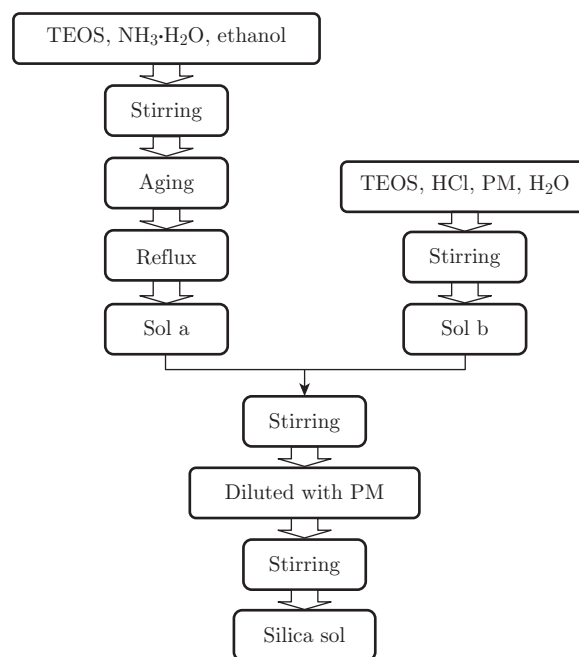 TEOS, NH₃·H₂O, ethanol
Stirring
Aging
Reflux
Sol a
TEOS, HCl, PM, H₂O
Stirring
Sol b
Stirring
Diluted with PM
Stirring
Silica sol